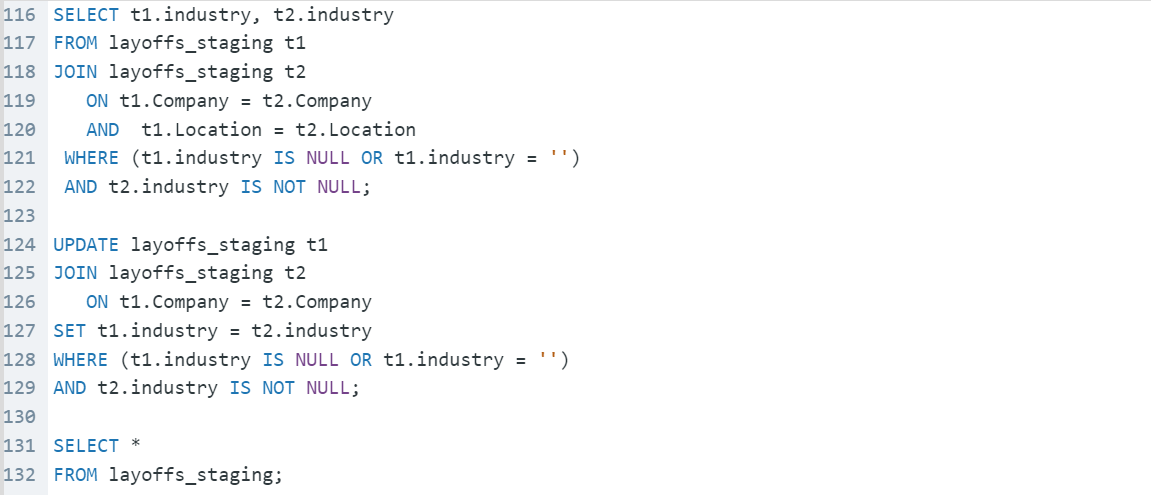 116 SELECT t1.industry, t2.industry
117 FROM layoffs_staging t1
118 JOIN layoffs_staging t2
119    ON t1.Company = t2.Company
120    AND  t1.Location = t2.Location
121  WHERE (t1.industry IS NULL OR t1.industry = '')
122  AND t2.industry IS NOT NULL;
123
124 UPDATE layoffs_staging t1
125 JOIN layoffs_staging t2
126    ON t1.Company = t2.Company
127 SET t1.industry = t2.industry
128 WHERE (t1.industry IS NULL OR t1.industry = '')
129 AND t2.industry IS NOT NULL;
130
131 SELECT *
132 FROM layoffs_staging;